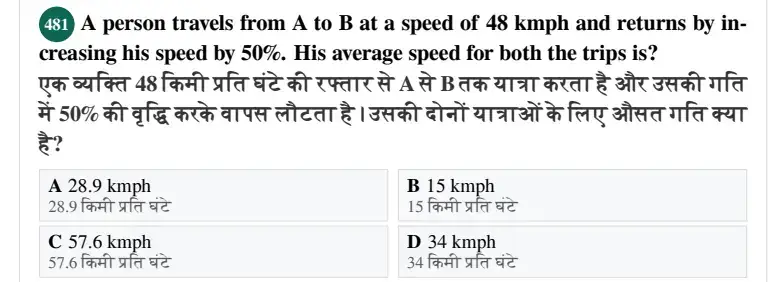 481 A person travels from A to B at a speed of 48 kmph and returns by in-
creasing his speed by 50%. His average speed for both the trips is?
एक व्यक्ति 48 किमी प्रति घंटे की रफ्तार से A से B तक यात्रा करता है और उसकी गति
में 50% की वृद्धि करके वापस लौटता है। उसकी दोनों यात्राओं के लिए औसत गति क्या
है?
A 28.9 kmph
28.9 किमी प्रति घंटे
B 15 kmph
15 किमी प्रति घंटे
C 57.6 kmph
57.6 किमी प्रति घंटे
D 34 kmph
34 किमी प्रति घंटे